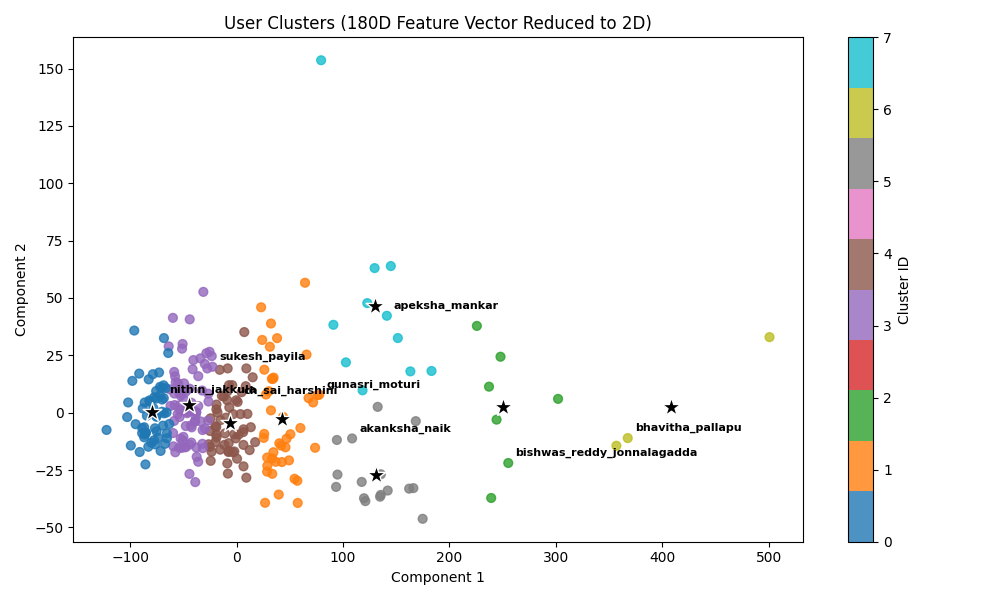 User Clusters (180D Feature Vector Reduced to 2D)
150
125
100
75
50
25
0
−25
−50
Component 2
apeksha_mankar
sukesh_payila
nithin_jakkula
gunasri_moturi
akanksha_naik
bhavitha_pallapu
bishwas_reddy_jonnalagadda
−100
0
100
200
300
400
500
Component 1
7
6
5
4
3
2
1
0
Cluster ID